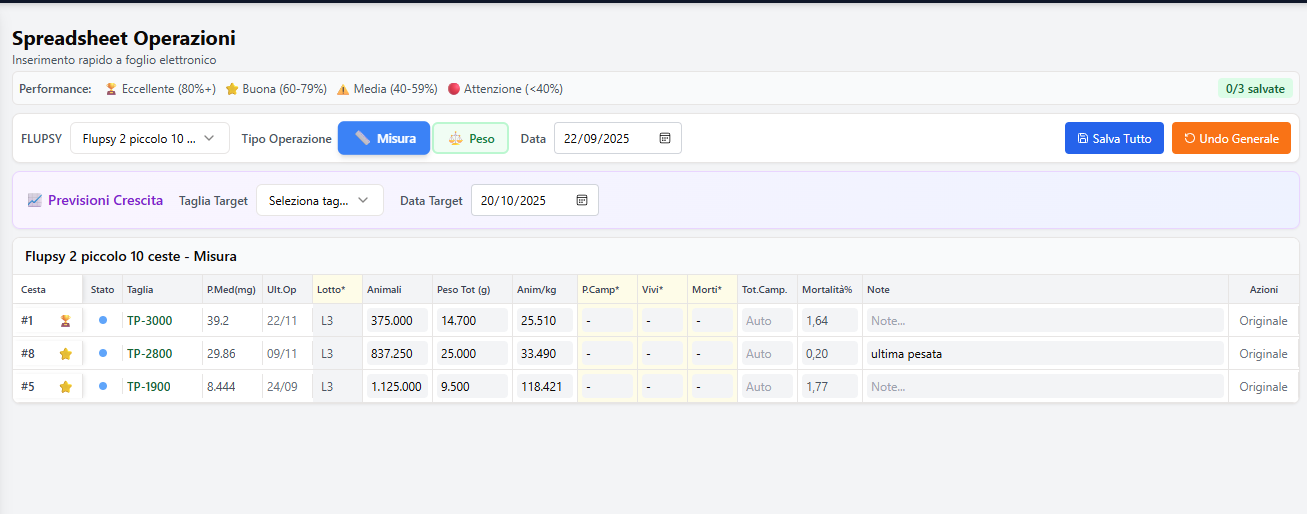 Spreadsheet Operazioni
Inserimento rapido a foglio elettronico
Performance: Eccellente (80%+) Buona (60-79%) Media (40-59%) Attenzione (<40%) 0/3 salvate
FLUPSY Flupsy 2 piccolo 10 ... Tipo Operazione Misura Peso Data 22/09/2025 Salva Tutto Undo Generale
Previsioni Crescita Taglia Target Seleziona tag... Data Target 20/10/2025
Flupsy 2 piccolo 10 ceste - Misura
Cesta Stato Taglia P.Med(mg) Ult.Op Lotto* Animali Peso Tot (g) Anim/kg P.Camp* Vivi* Morti* Tot.Camp. Mortalità% Note Azioni
#1 TP-3000 39.2 22/11 L3 375.000 14.700 25.510 - - - Auto 1,64 Note... Originale
#8 TP-2800 29.86 09/11 L3 837.250 25.000 33.490 - - - Auto 0,20 ultima pesata Originale
#5 TP-1900 8.444 24/09 L3 1.125.000 9.500 118.421 - - - Auto 1,77 Note... Originale